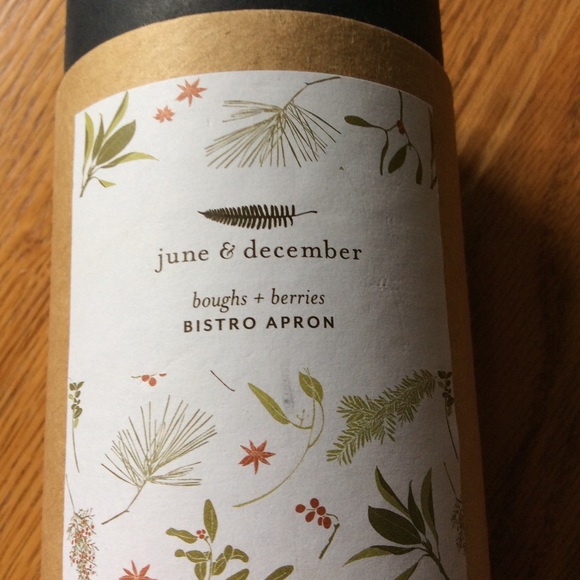 june & december
boughs + berries
BISTRO APRON